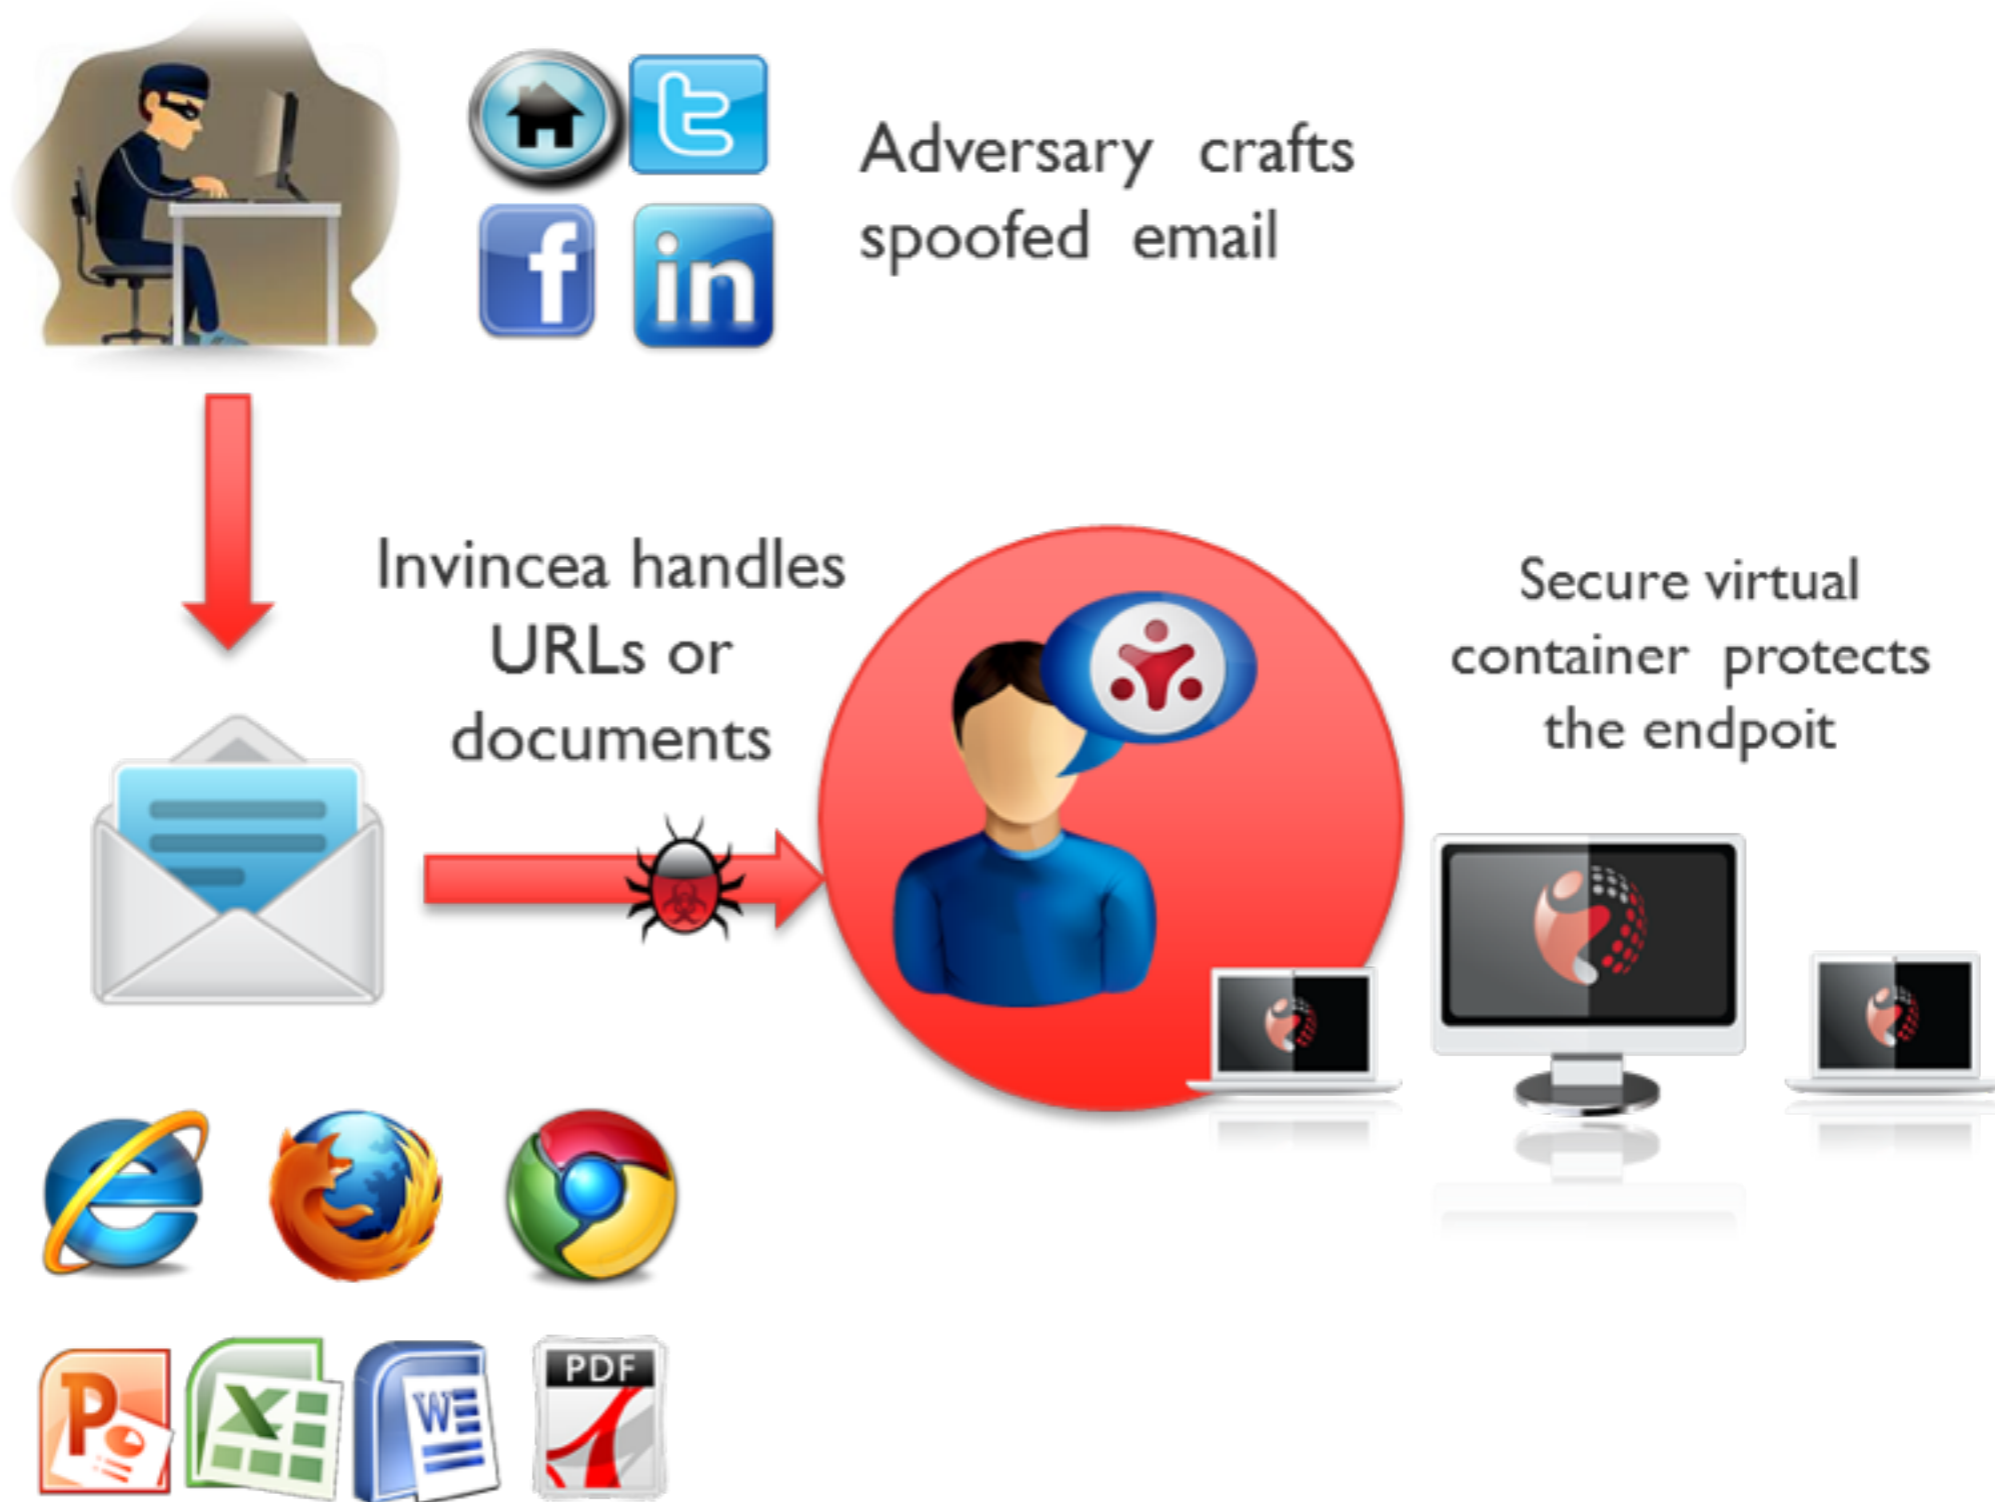 Adversary crafts
spoofed email
Invincea handles
URLs or
documents
Secure virtual
container protects
the endpoit
PDF